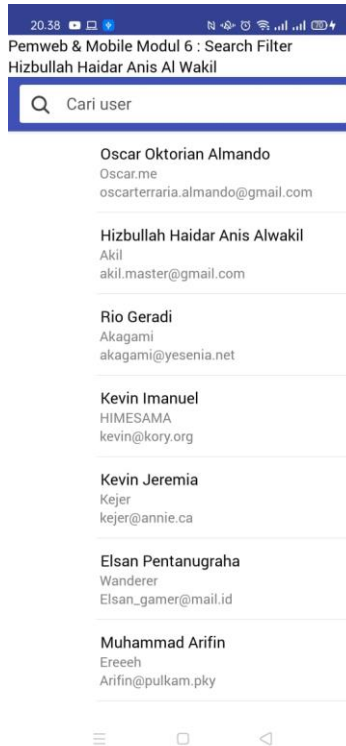 20.38
Pemweb & Mobile Modul 6 : Search Filter
Hizbullah Haidar Anis Al Wakil
Cari user
Oscar Oktorian Almando
Oscar.me
oscarterraria.almando@gmail.com
Hizbullah Haidar Anis Alwakil
Akil
akil.master@gmail.com
Rio Geradi
Akagami
akagami@yesenia.net
Kevin Imanuel
HIMESAMA
kevin@kory.org
Kevin Jeremia
Kejer
kejer@annie.ca
Elsan Pentanugraha
Wanderer
Elsan_gamer@mail.id
Muhammad Arifin
Ereeeh
Arifin@pulkam.pky